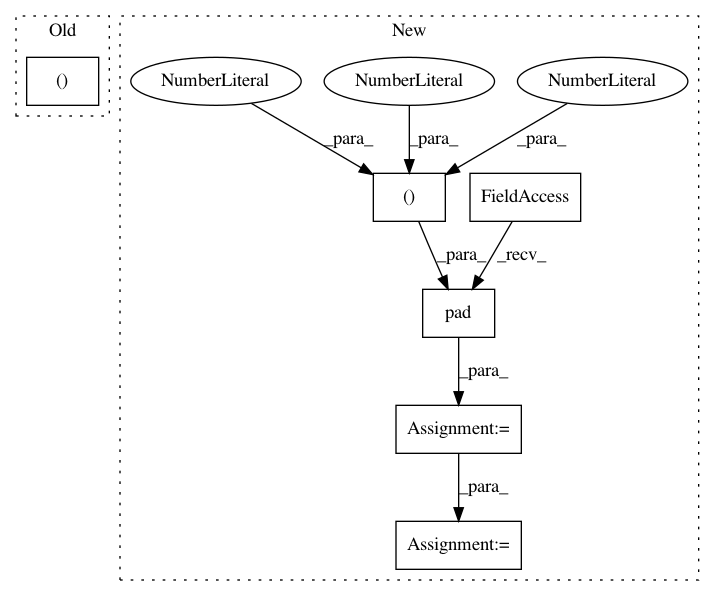 Old
New
()
NumberLiteral
NumberLiteral
NumberLiteral
_para_
_para_
_para_
()
FieldAccess
_para_
_recv_
pad
_para_
Assignment:=
_para_
Assignment:=